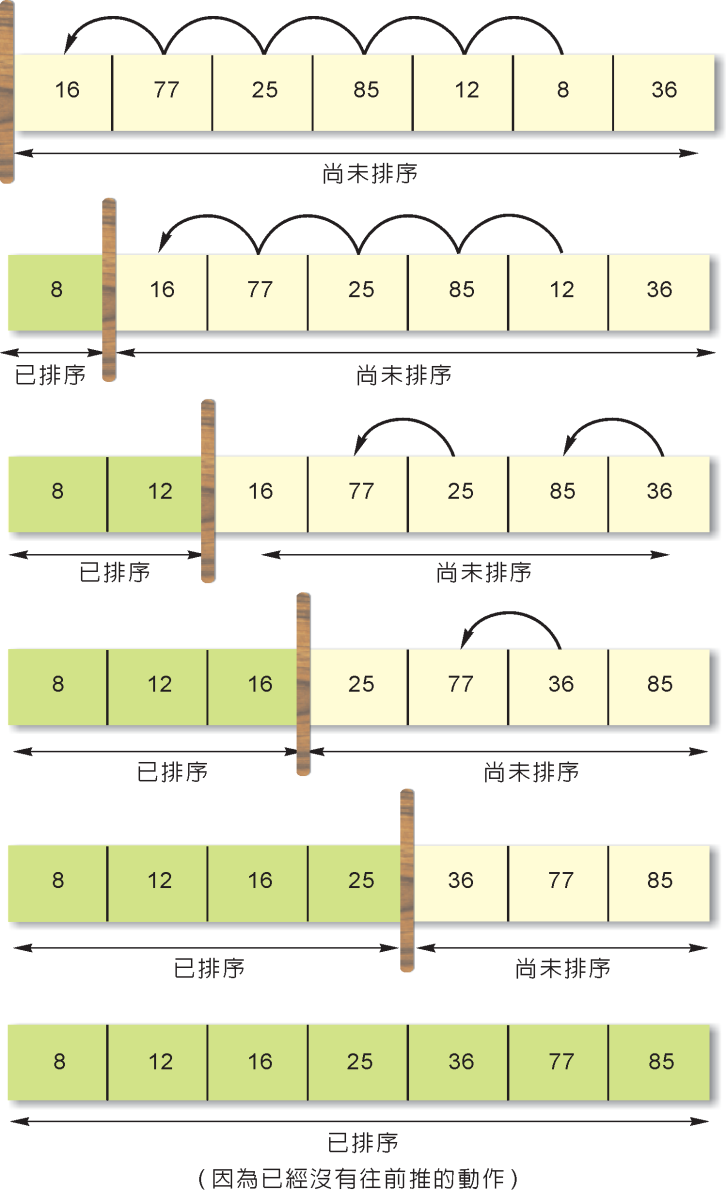 16 77 25 85 12 8 36
尚未排序
8 16 77 25 85 12 36
已排序 尚未排序
8 12 16 77 25 85 36
已排序 尚未排序
8 12 16 25 77 36 85
已排序 尚未排序
8 12 16 25 36 77 85
已排序 尚未排序
8 12 16 25 36 77 85
已排序
(因為已經沒有往前推的動作)